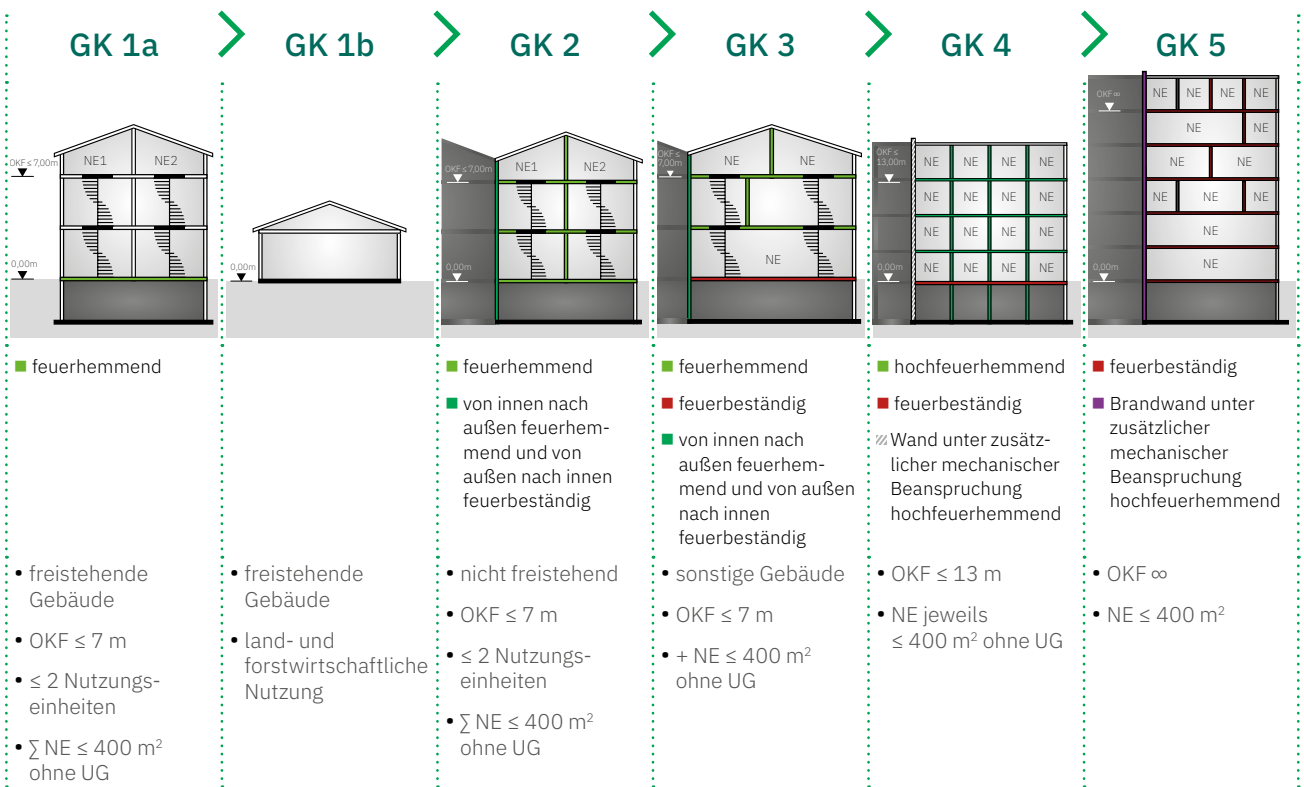 GK 1a
GK 1b
GK 2
GK 3
GK 4
GK 5
OKF ≤ 7,00m
NE1
NE2
0,00m
0,00m
OKF ≤ 7,00m
NE1
NE2
0,00m
OKF ≤
7,00m
NE
NE
NE
0,00m
OKF ≤
13,00m
NE NE NE NE
NE NE NE NE
NE NE NE NE
NE NE NE NE
0,00m
OKF ∞
NE NE NE NE
NE NE
NE NE
NE NE NE
NE
NE
0,00m
feuerhemmend
feuerhemmend
von innen nach
außen feuerhem-
mend und von
außen nach innen
feuerbeständig
feuerhemmend
feuerbeständig
von innen nach
außen feuerhem-
mend und von außen
nach innen
feuerbeständig
hochfeuerhemmend
feuerbeständig
Wand unter zusätz-
licher mechanischer
Beanspruchung
hochfeuerhemmend
feuerbeständig
Brandwand unter
zusätzlicher
mechanischer
Beanspruchung
hochfeuerhemmend
• freistehende
Gebäude
• OKF ≤ 7 m
• ≤ 2 Nutzungs-
einheiten
• ∑ NE ≤ 400 m²
ohne UG
• freistehende
Gebäude
• land- und
forstwirtschaftliche
Nutzung
• nicht freistehend
• OKF ≤ 7 m
• ≤ 2 Nutzungs-
einheiten
• ∑ NE ≤ 400 m²
ohne UG
• sonstige Gebäude
• OKF ≤ 7 m
• + NE ≤ 400 m²
ohne UG
• OKF ≤ 13 m
• NE jeweils
≤ 400 m² ohne UG
• OKF ∞
• NE ≤ 400 m²